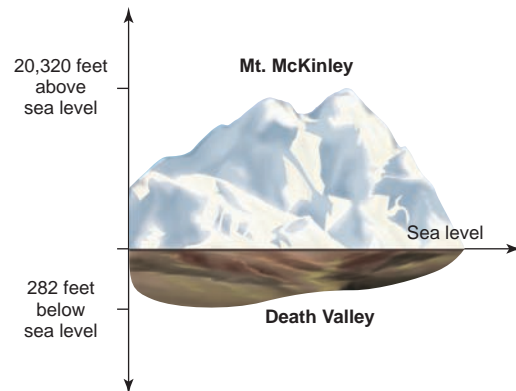 20,320 feet
above
sea level
Mt. McKinley
Sea level
282 feet
below
sea level
Death Valley